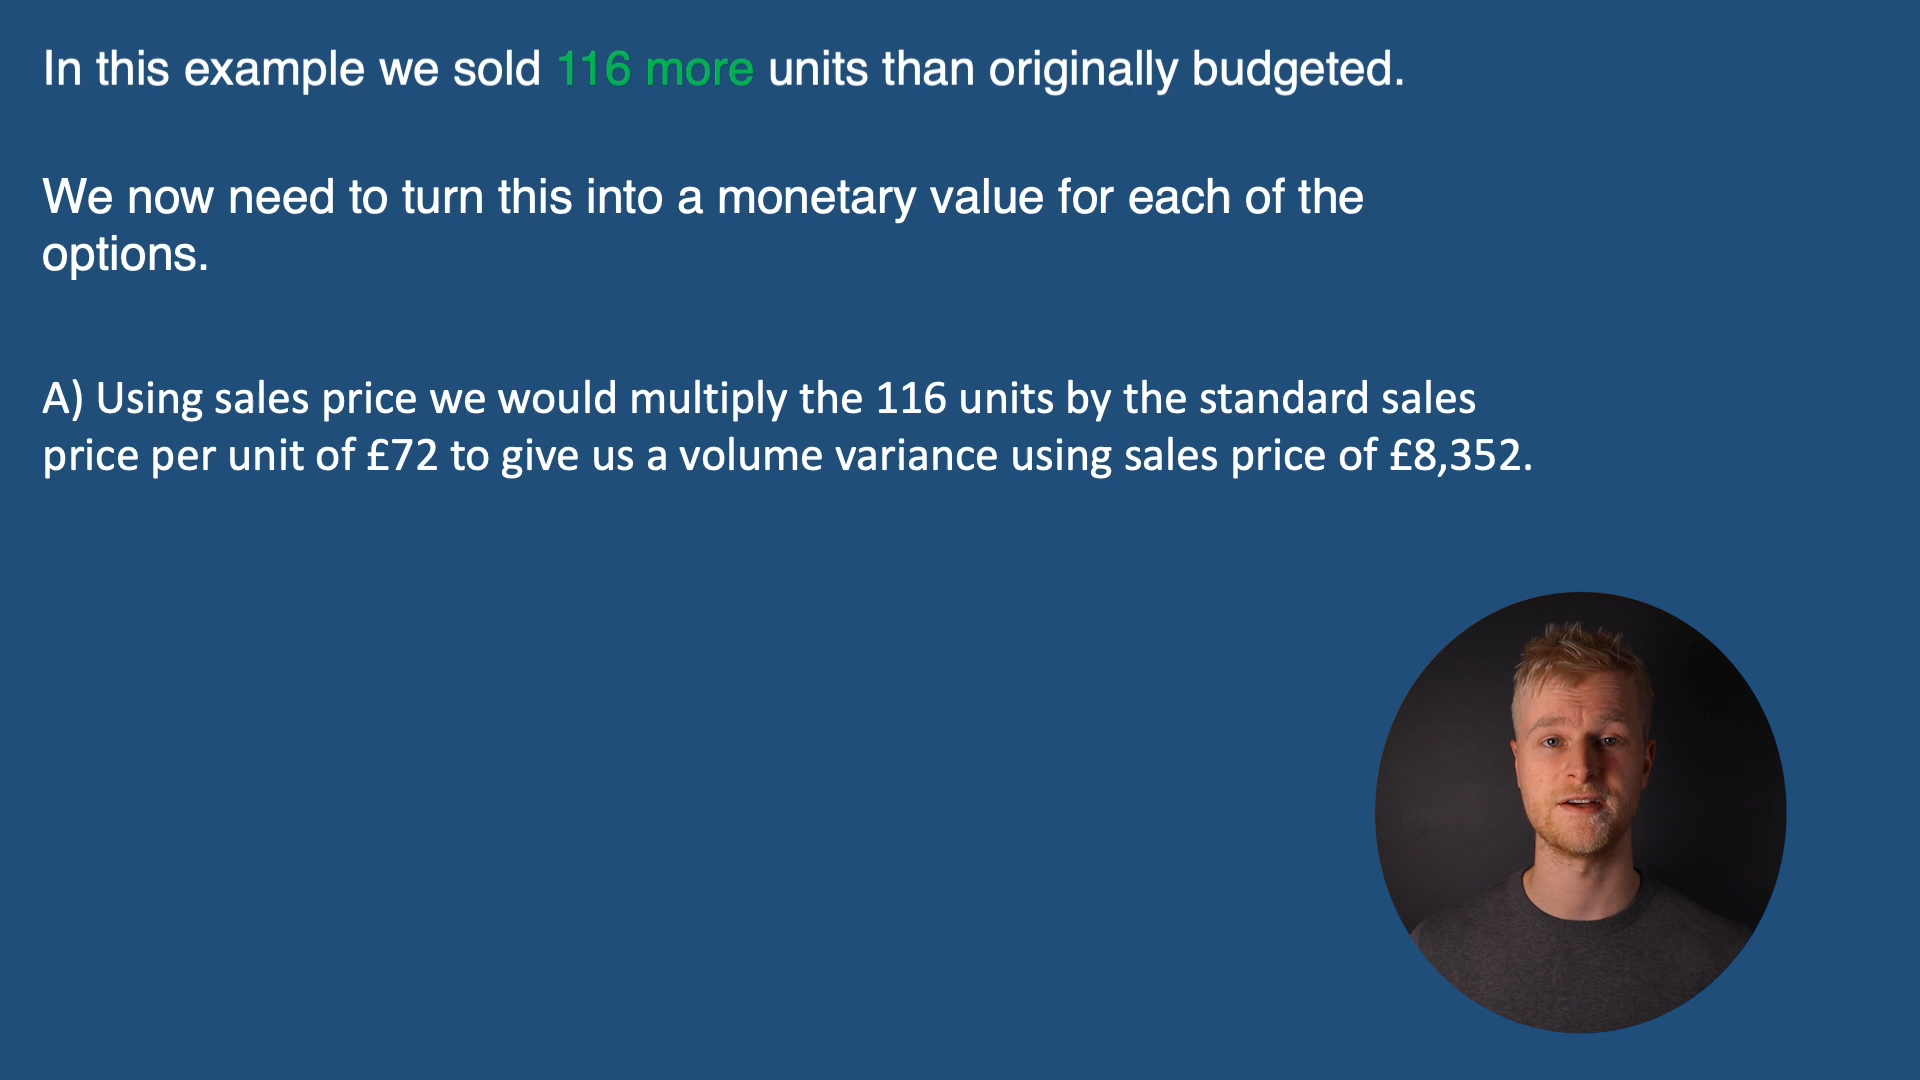 In this example we sold 116 more units than originally budgeted.
We now need to turn this into a monetary value for each of the
options.
A) Using sales price we would multiply the 116 units by the standard sales
price per unit of £72 to give us a volume variance using sales price of £8,352.